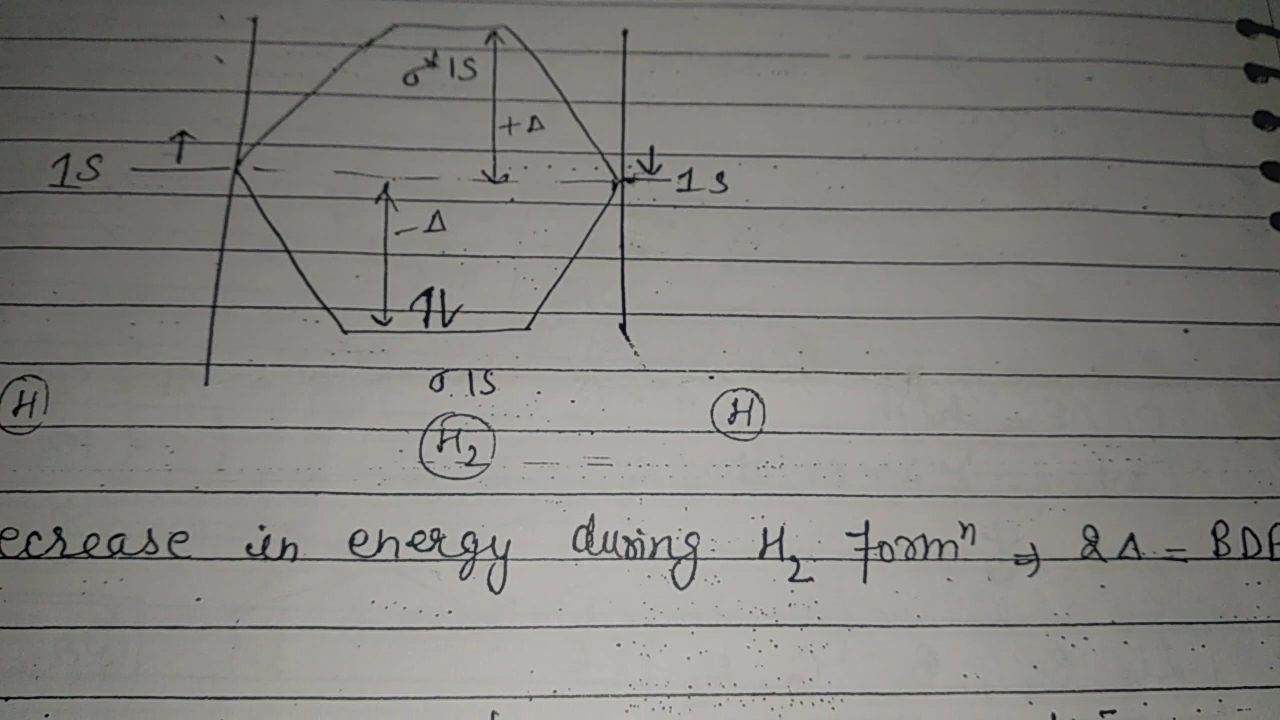 σ* 1S
+Δ
1S ↑
↓ 1s
-Δ
↑↓
σ 1S
H
H₂
H
ecrease in energy during H₂ formⁿ ⇒ 2Δ = BDE